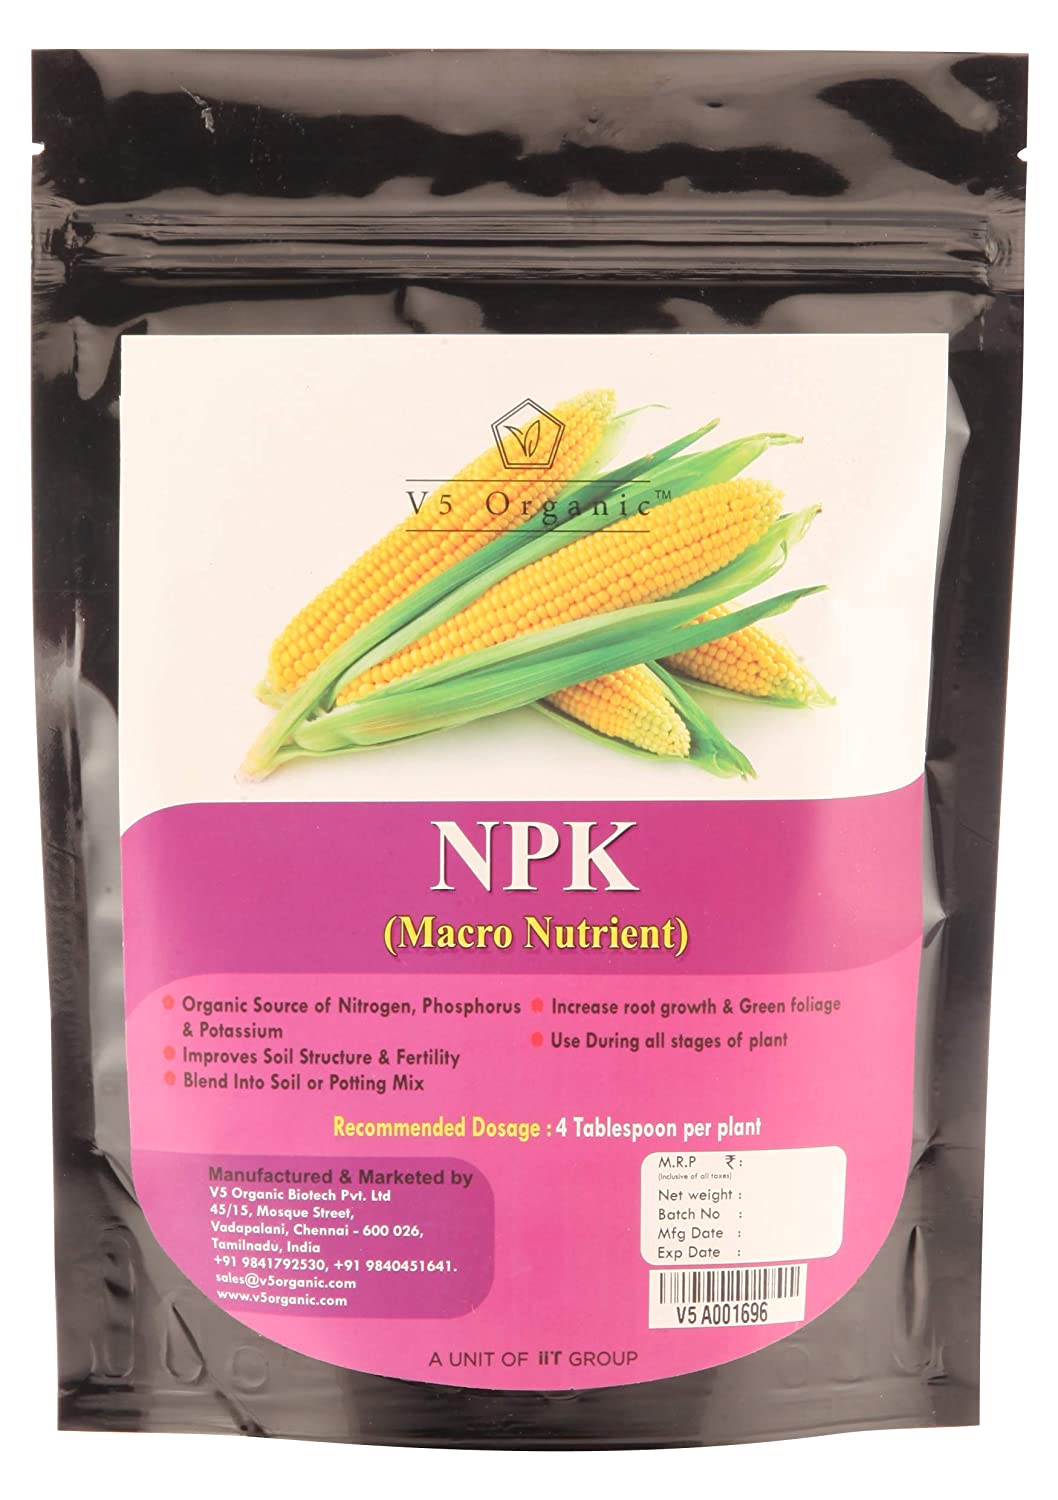 V5 Organic™
NPK
(Macro Nutrient)
Organic Source of Nitrogen, Phosphorus
& Potassium
Improves Soil Structure & Fertility
Blend Into Soil or Potting Mix
Increase root growth & Green foliage
Use During all stages of plant
Recommended Dosage : 4 Tablespoon per plant
Manufactured & Marketed by
V5 Organic Biotech Pvt. Ltd
45/15, Mosque Street,
Vadapalani, Chennai - 600 026,
Tamilnadu, India
+91 9841792530, +91 9840451641.
sales@v5organic.com
www.v5organic.com
M.R.P ₹ :
(Inclusive of all taxes)
Net weight :
Batch No :
Mfg Date :
Exp Date :
V5 A001696
A UNIT OF iiT GROUP